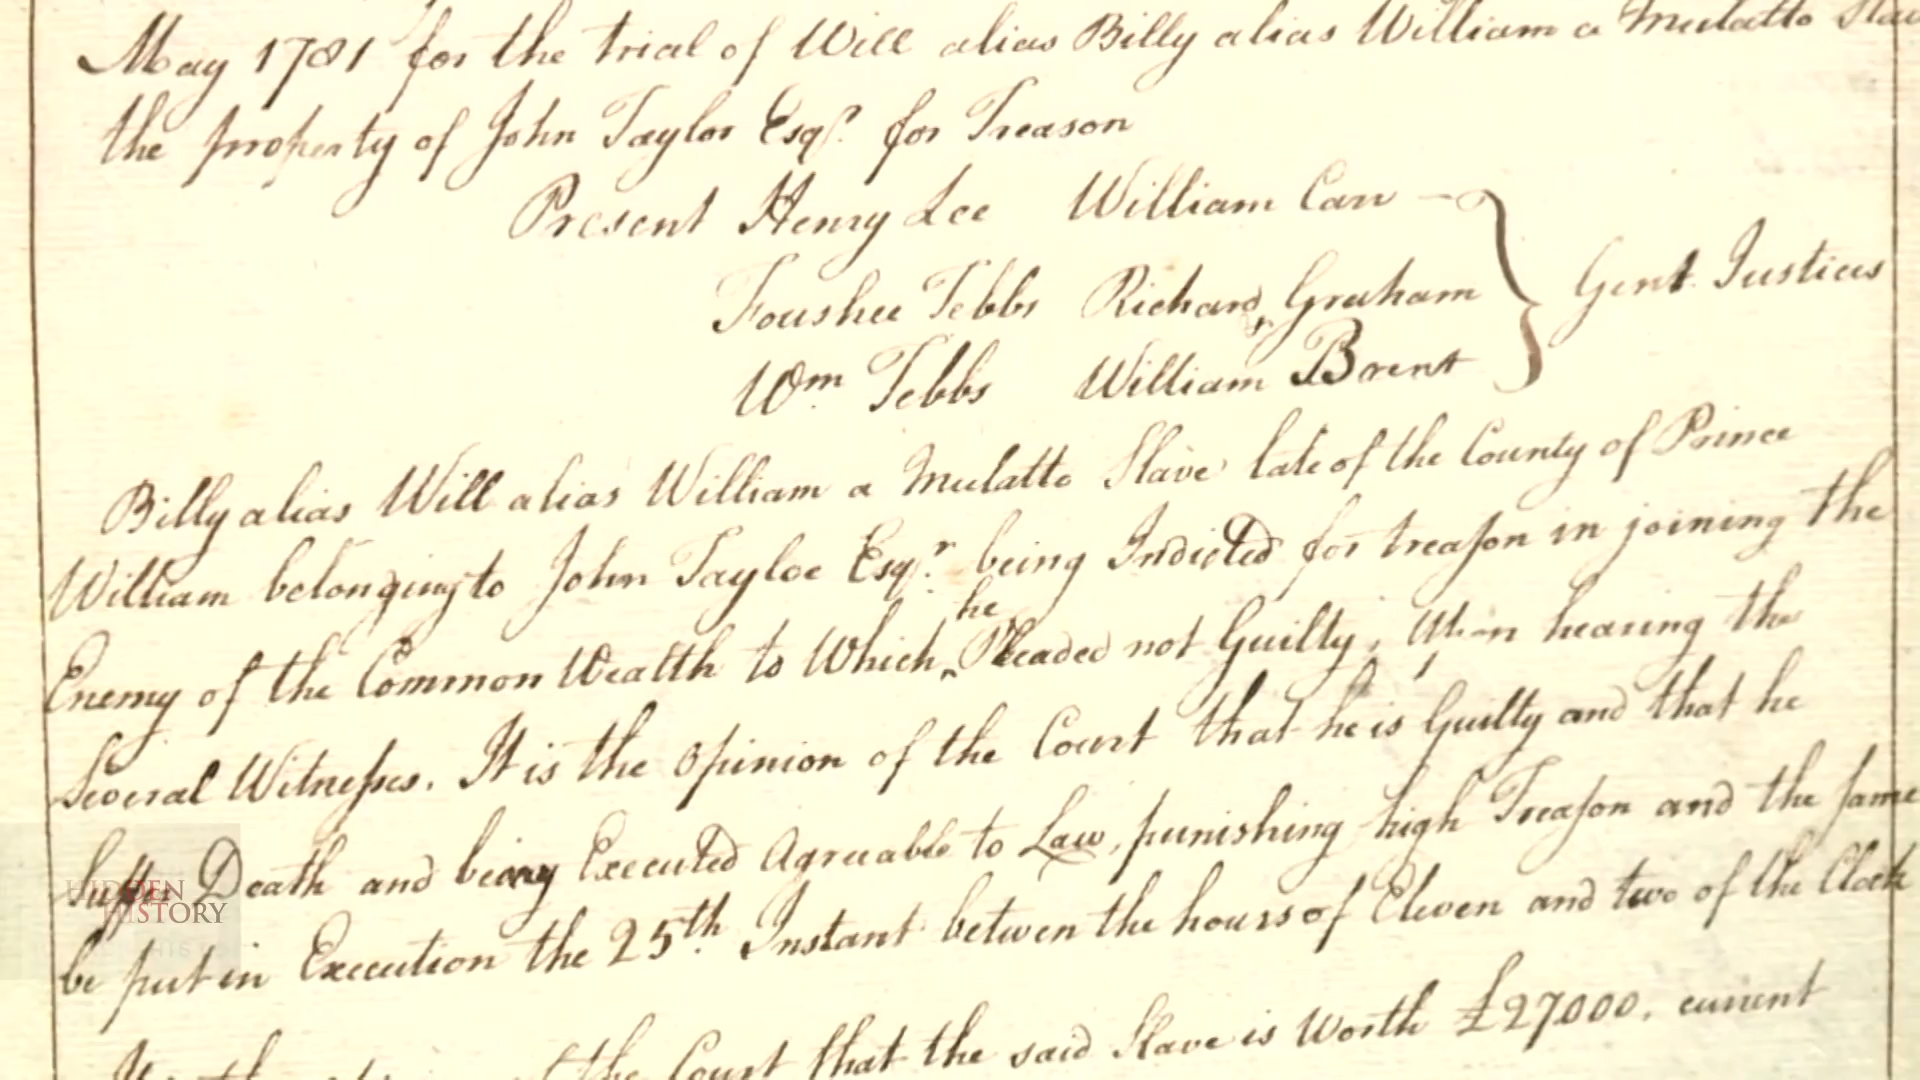 May 1781 for the trial of Will alias Billy alias William a Mulatto Slav
the property of John Taylor Esqr. for Treason
Present Henry Lee William Carr
Foushee Tebbs Richard Graham Gent. Justices
Wm. Tebbs William Brent
Billy alias Will alias William a Mulatto Slave late of the County of Prince
William belonging to John Tayloe Esqr. being Indicted for treason in joining the
Enemy of the Common Wealth to Which he Pleaded not Guilty, Upon hearing the
Several Witnesses. It is the Opinion of the Court that he is Guilty and that he
Suffer Death and being Executed Agruable to Law, punishing high Treason and the same
be put in Execution the 25th. Instant between the hours of Eleven and two of the Clock
the Court that the said Slave is Worth £27000. current
HIDDEN
HISTORY